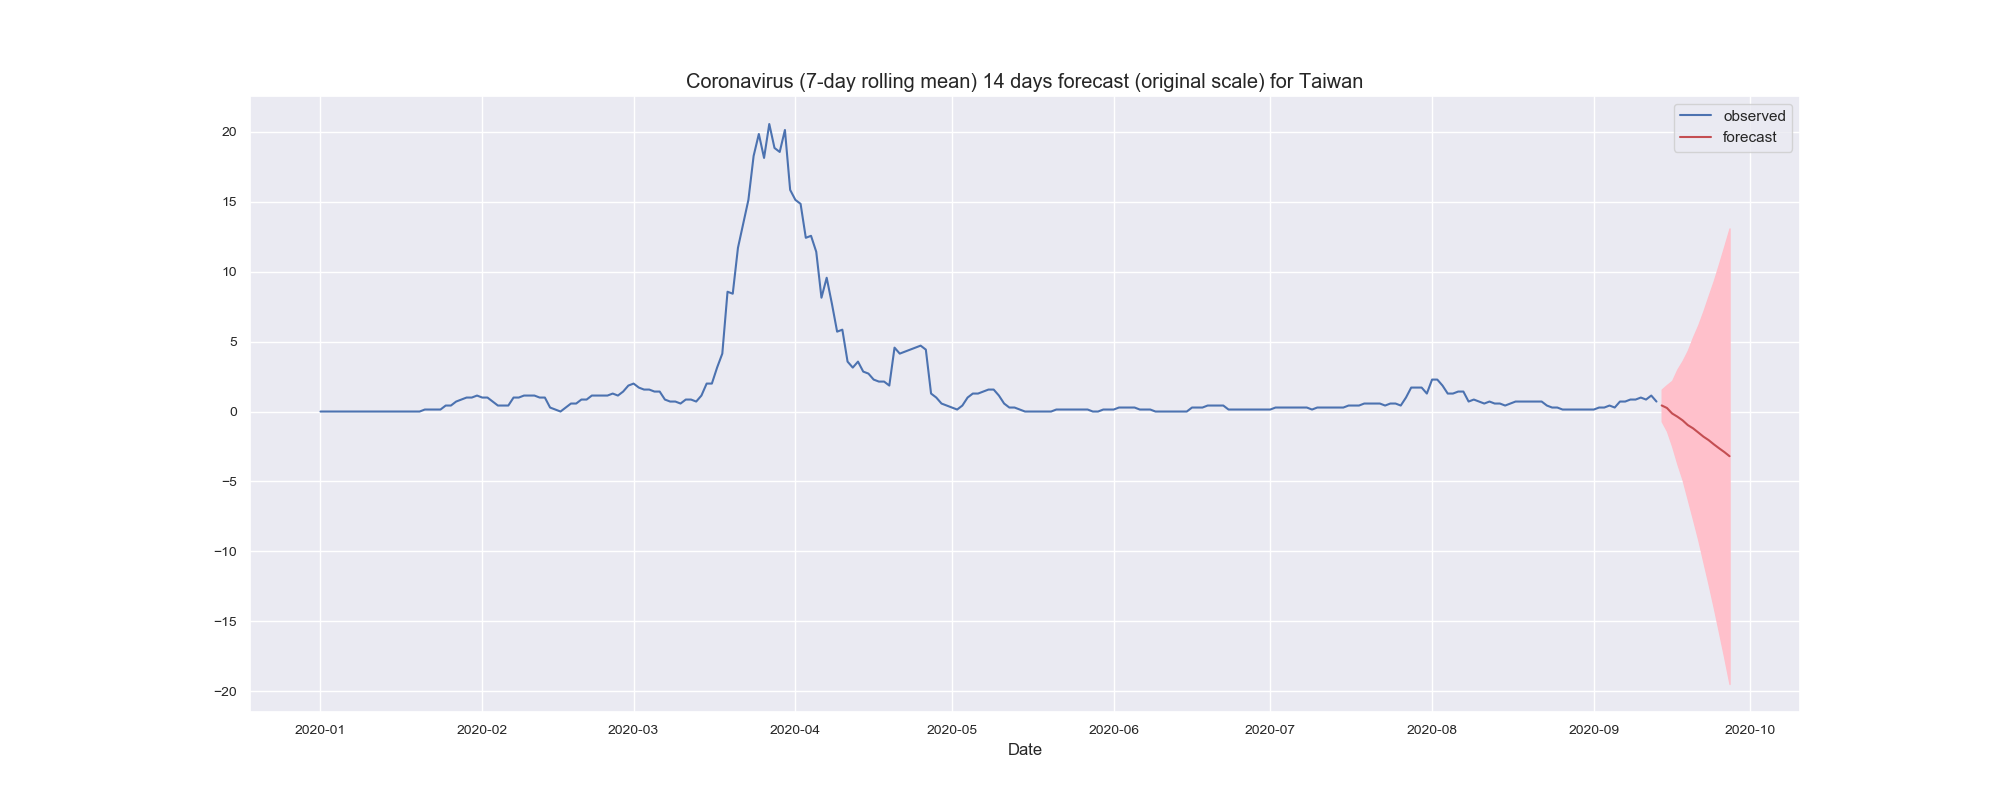 Coronavirus (7-day rolling mean) 14 days forecast (original scale) for Taiwan
observed
forecast
20
15
10
5
0
−5
−10
−15
−20
2020-01 2020-02 2020-03 2020-04 2020-05 2020-06 2020-07 2020-08 2020-09 2020-10
Date